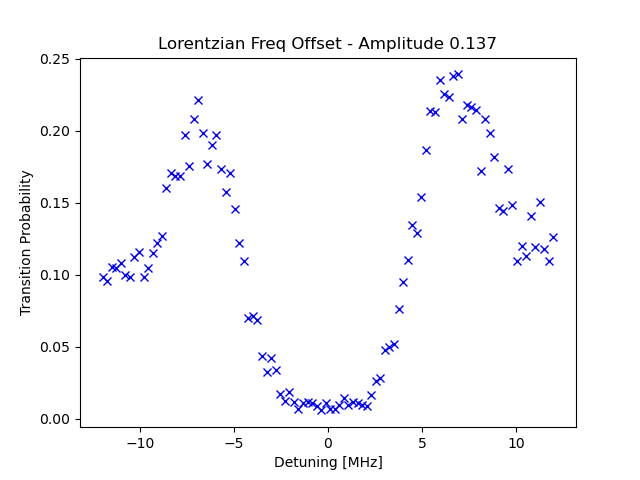 Lorentzian Freq Offset - Amplitude 0.137
0.25
0.20
0.15
0.10
0.05
0.00
Transition Probability
−10 −5 0 5 10
Detuning [MHz]